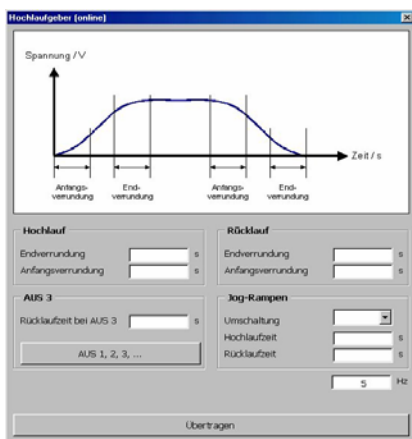 Hochlaufgeber (online)
Spannung / V
Zeit / s
Anfangs-
verrundung
End-
verrundung
Anfangs-
verrundung
End-
verrundung
Hochlauf
Endverrundung s
Anfangsverrundung s
Rücklauf
Endverrundung s
Anfangsverrundung s
AUS 3
Rücklaufzeit bei AUS 3 s
AUS 1, 2, 3, ...
Jog-Rampen
Umschaltung
Hochlaufzeit s
Rücklaufzeit s
5 Hz
Übertragen